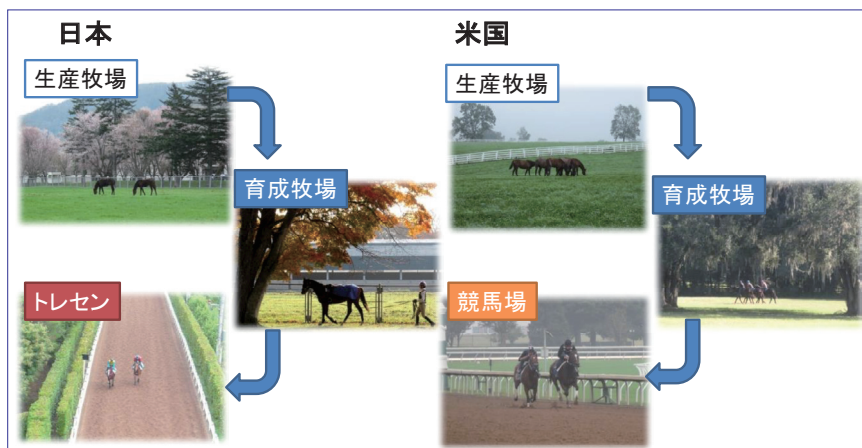 日本
生産牧場
育成牧場
トレセン
米国
生産牧場
育成牧場
競馬場